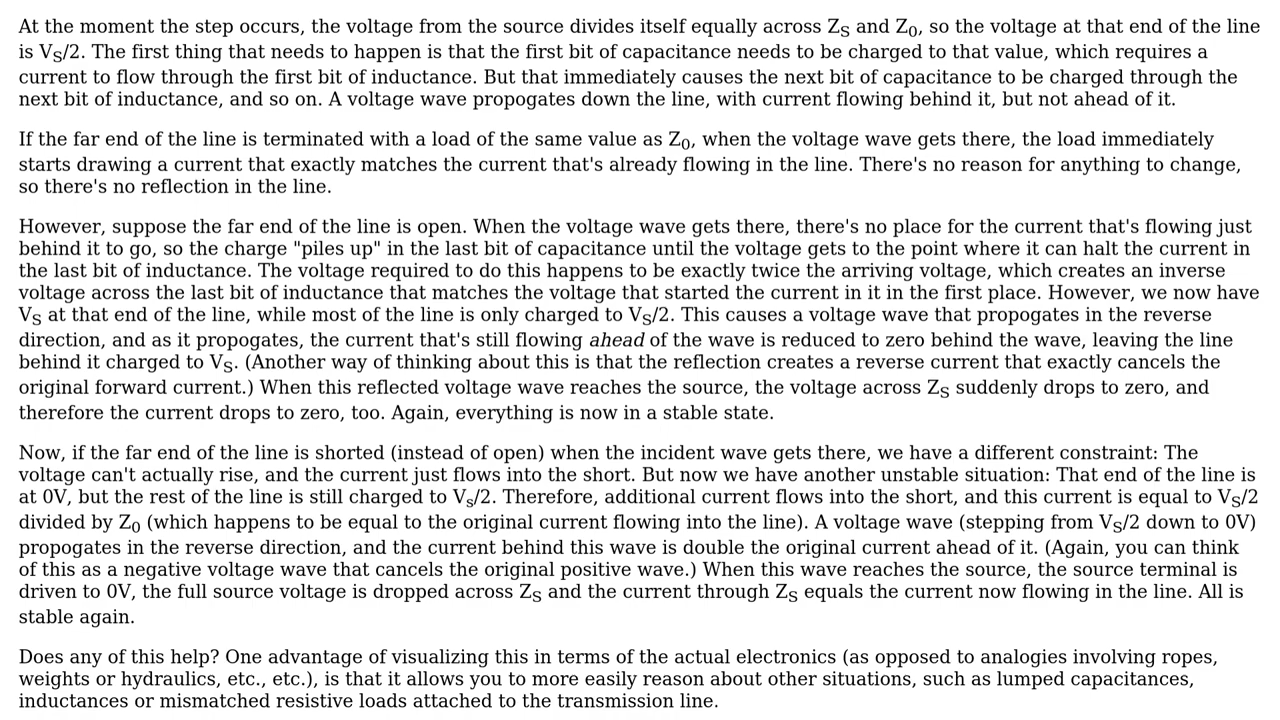 At the moment the step occurs, the voltage from the source divides itself equally across ZS and Z0, so the voltage at that end of the line
is VS/2. The first thing that needs to happen is that the first bit of capacitance needs to be charged to that value, which requires a
current to flow through the first bit of inductance. But that immediately causes the next bit of capacitance to be charged through the
next bit of inductance, and so on. A voltage wave propogates down the line, with current flowing behind it, but not ahead of it.
If the far end of the line is terminated with a load of the same value as Z0, when the voltage wave gets there, the load immediately
starts drawing a current that exactly matches the current that's already flowing in the line. There's no reason for anything to change,
so there's no reflection in the line.
However, suppose the far end of the line is open. When the voltage wave gets there, there's no place for the current that's flowing just
behind it to go, so the charge "piles up" in the last bit of capacitance until the voltage gets to the point where it can halt the current in
the last bit of inductance. The voltage required to do this happens to be exactly twice the arriving voltage, which creates an inverse
voltage across the last bit of inductance that matches the voltage that started the current in it in the first place. However, we now have
VS at that end of the line, while most of the line is only charged to VS/2. This causes a voltage wave that propogates in the reverse
direction, and as it propogates, the current that's still flowing ahead of the wave is reduced to zero behind the wave, leaving the line
behind it charged to VS. (Another way of thinking about this is that the reflection creates a reverse current that exactly cancels the
original forward current.) When this reflected voltage wave reaches the source, the voltage across ZS suddenly drops to zero, and
therefore the current drops to zero, too. Again, everything is now in a stable state.
Now, if the far end of the line is shorted (instead of open) when the incident wave gets there, we have a different constraint: The
voltage can't actually rise, and the current just flows into the short. But now we have another unstable situation: That end of the line is
at 0V, but the rest of the line is still charged to Vs/2. Therefore, additional current flows into the short, and this current is equal to VS/2
divided by Z0 (which happens to be equal to the original current flowing into the line). A voltage wave (stepping from VS/2 down to 0V)
propogates in the reverse direction, and the current behind this wave is double the original current ahead of it. (Again, you can think
of this as a negative voltage wave that cancels the original positive wave.) When this wave reaches the source, the source terminal is
driven to 0V, the full source voltage is dropped across ZS and the current through ZS equals the current now flowing in the line. All is
stable again.
Does any of this help? One advantage of visualizing this in terms of the actual electronics (as opposed to analogies involving ropes,
weights or hydraulics, etc., etc.), is that it allows you to more easily reason about other situations, such as lumped capacitances,
inductances or mismatched resistive loads attached to the transmission line.